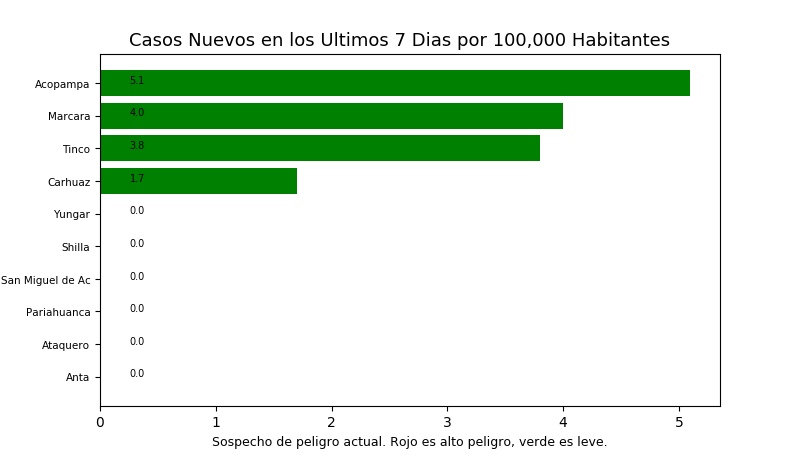 Casos Nuevos en los Ultimos 7 Dias por 100,000 Habitantes
Acopampa 5.1
Marcara 4.0
Tinco 3.8
Carhuaz 1.7
Yungar 0.0
Shilla 0.0
San Miguel de Ac 0.0
Pariahuanca 0.0
Ataquero 0.0
Anta 0.0
0 1 2 3 4 5
Sospecho de peligro actual. Rojo es alto peligro, verde es leve.